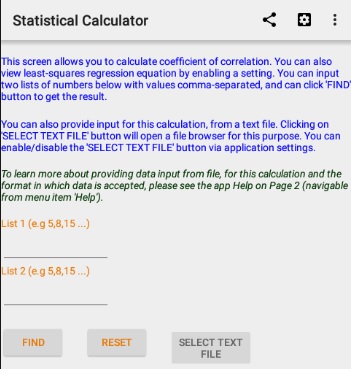 Statistical Calculator
This screen allows you to calculate coefficient of correlation. You can also
view least-squares regression equation by enabling a setting. You can input
two lists of numbers below with values comma-separated, and can click 'FIND'
button to get the result.
You can also provide input for this calculation, from a text file. Clicking on
'SELECT TEXT FILE' button will open a file browser for this purpose. You can
enable/disable the 'SELECT TEXT FILE' button via application settings.
To learn more about providing data input from file, for this calculation and the
format in which data is accepted, please see the app Help on Page 2 (navigable
from menu item 'Help').
List 1 (e.g 5,8,15 ...)
List 2 (e.g 5,8,15 ...)
FIND RESET SELECT TEXT
FILE